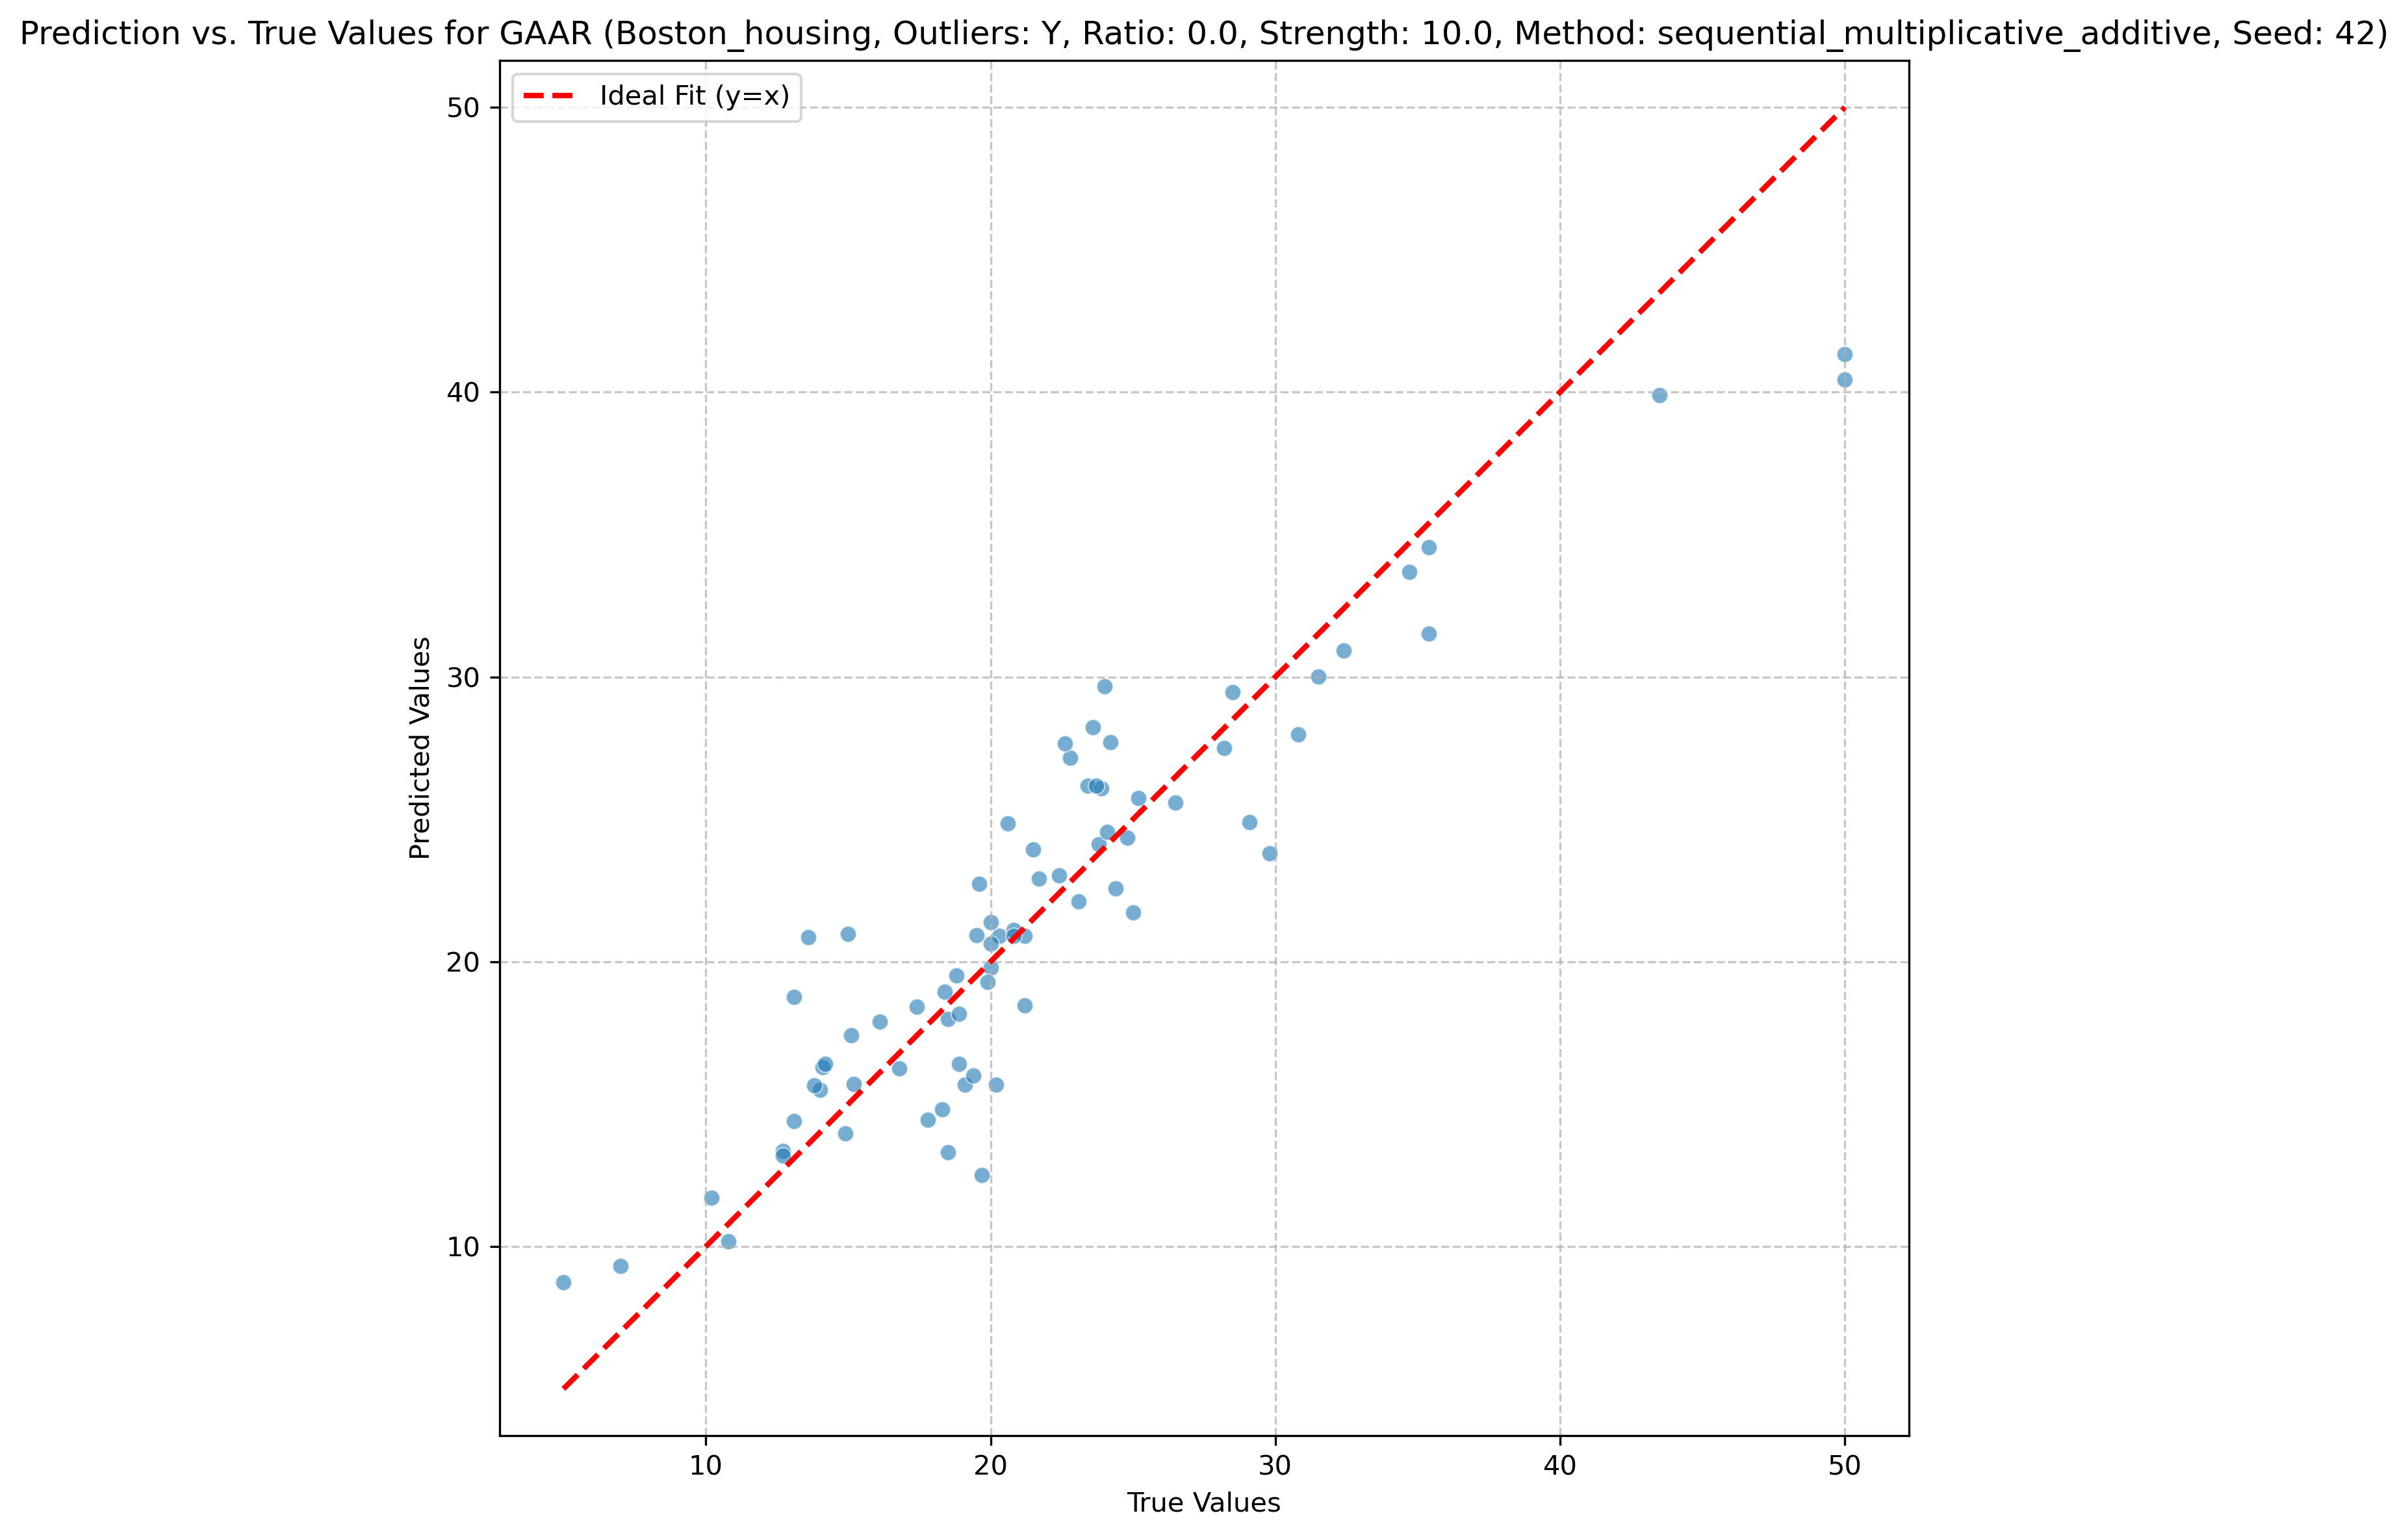 Prediction vs. True Values for GAAR (Boston_housing, Outliers: Y, Ratio: 0.0, Strength: 10.0, Method: sequential_multiplicative_additive, Seed: 42)
Ideal Fit (y=x)
50
40
30
20
10
Predicted Values
10 20 30 40 50
True Values